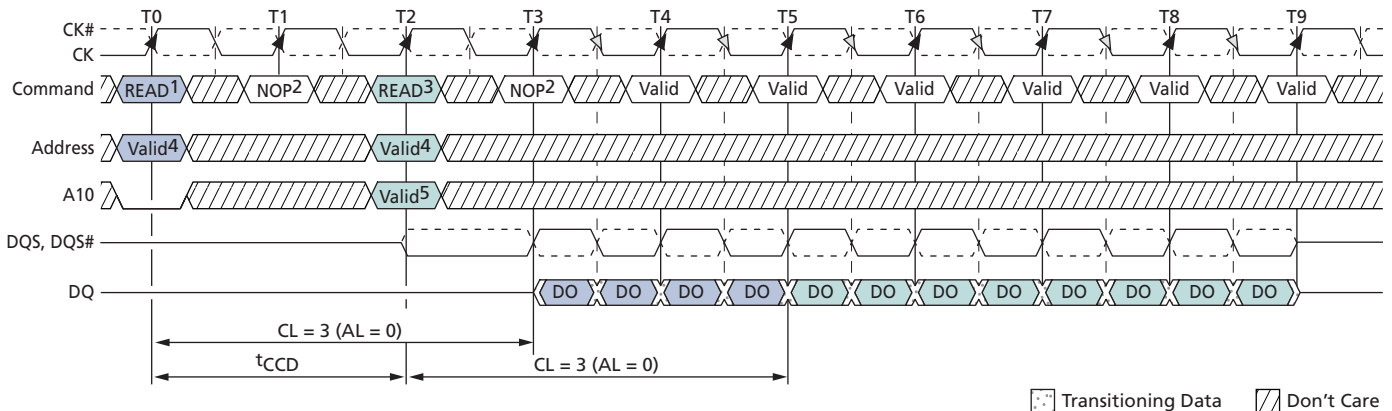 T0 T1 T2 T3 T4 T5 T6 T7 T8 T9
CK#
CK
Command READ1 NOP2 READ3 NOP2 Valid Valid Valid Valid Valid Valid
Address Valid4 Valid4
A10 Valid5
DQS, DQS#
DQ DO DO DO DO DO DO DO DO DO DO DO DO
CL = 3 (AL = 0)
tCCD CL = 3 (AL = 0)
Transitioning Data Don't Care